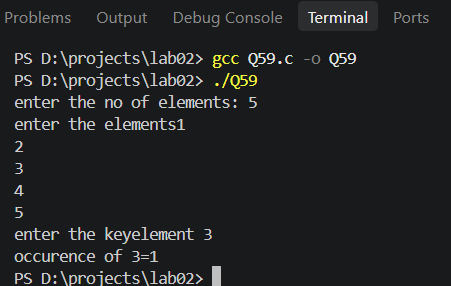 Problems Output Debug Console Terminal Ports
PS D:\projects\lab02> gcc Q59.c -o Q59
PS D:\projects\lab02> ./Q59
enter the no of elements: 5
enter the elements1
2
3
4
5
enter the keyelement 3
occurence of 3=1
PS D:\projects\lab02>